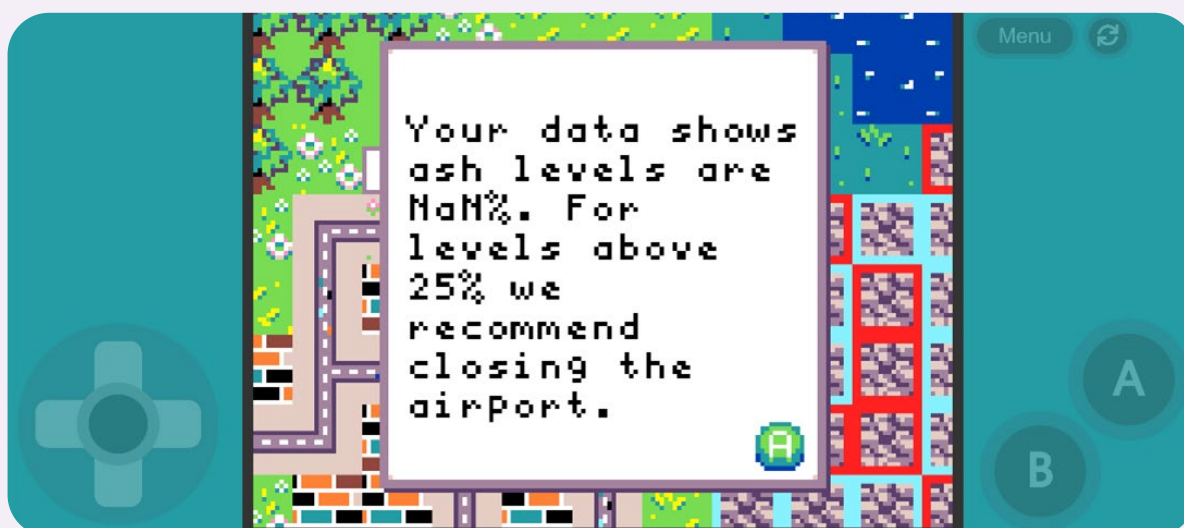 Menu
Your data shows
ash levels are
NaN%. For
levels above
25% we
recommend
closing the
airport.
A
A
B